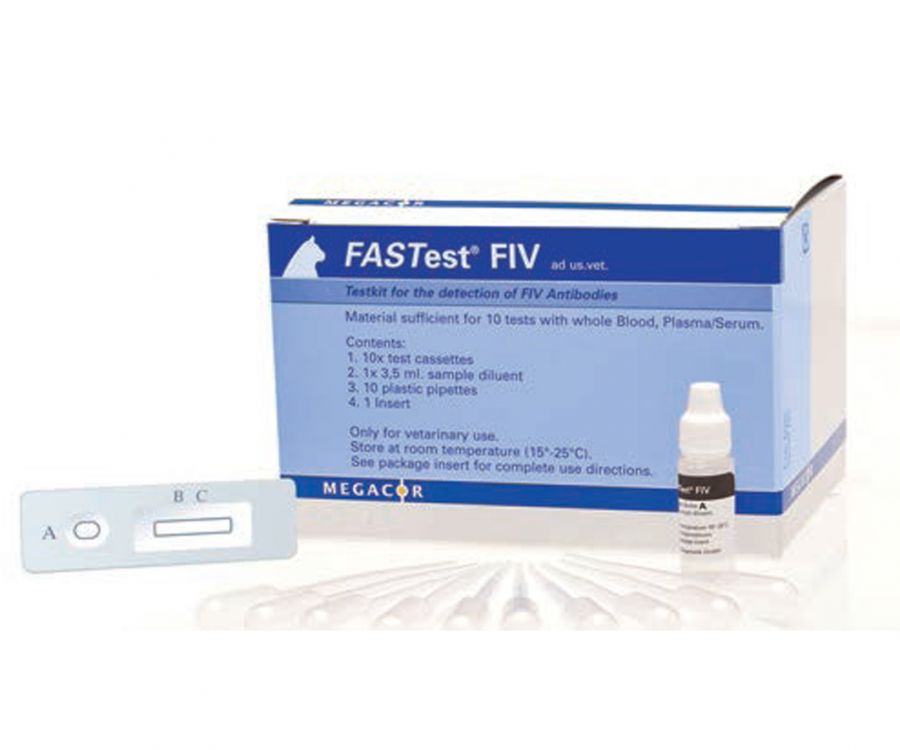 MEGACOR
FASTest® FIV ad us.vet.
Testkit for the detection of FIV Antibodies
Material sufficient for 10 tests with whole Blood, Plasma/Serum.
Contents:
1. 10x test cassettes
2. 1x 3,5 ml. sample diluent
3. 10 plastic pipettes
4. 1 Insert
Only for vetarinary use.
Store at room temperature (15°-25°C).
See package insert for complete use directions.
MEGACOR
B C
A
FIV
A